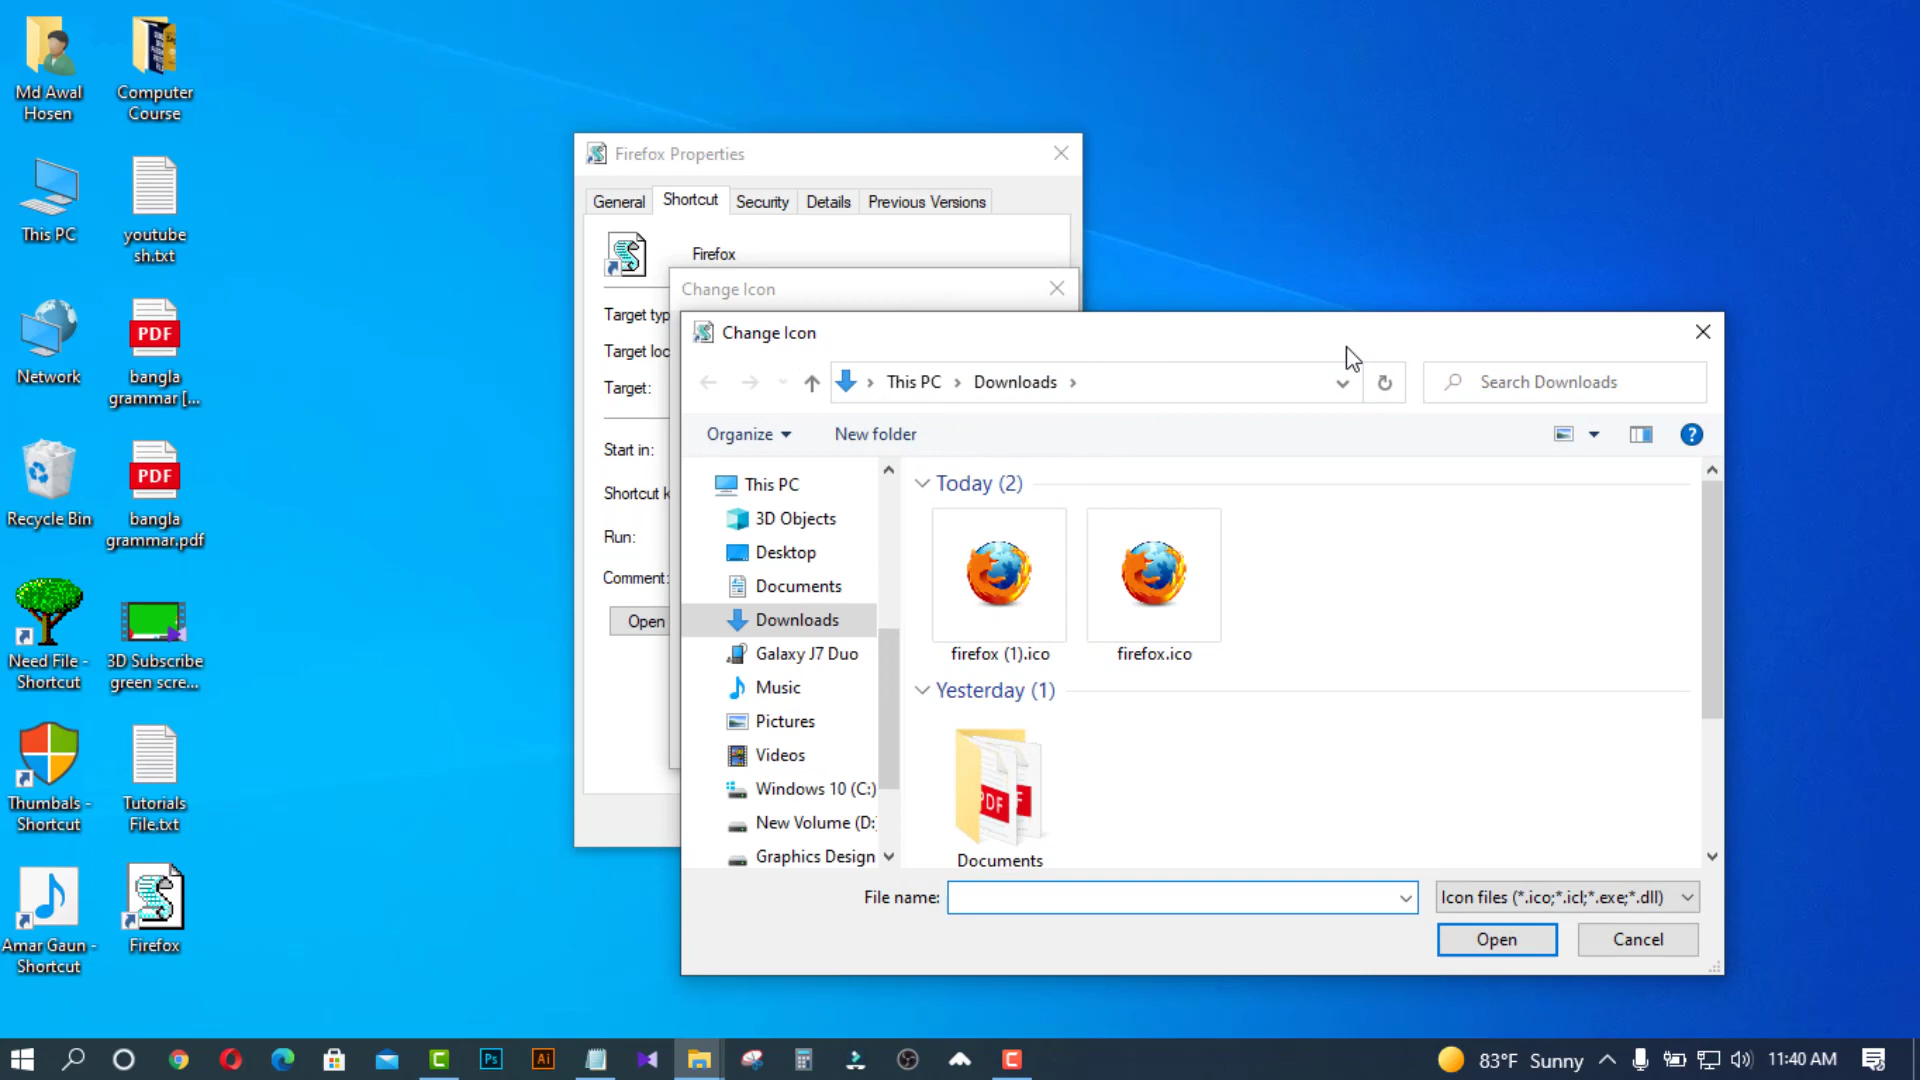 Md Awal
Hosen
Computer
Course
This PC
youtube
sh.txt
Network
PDF
bangla
grammar [...
Recycle Bin
PDF
bangla
grammar.pdf
Need File -
Shortcut
3D Subscribe
green scre...
Thumbals -
Shortcut
Tutorials
File.txt
Amar Gaun -
Shortcut
Firefox
Firefox Properties
General
Shortcut
Security
Details
Previous Versions
Firefox
Target typ
Target loc
Target:
Start in:
Shortcut k
Run:
Comment:
Open
Change Icon
Change Icon
This PC
Downloads
Search Downloads
Organize
New folder
This PC
3D Objects
Desktop
Documents
Downloads
Galaxy J7 Duo
Music
Pictures
Videos
Windows 10 (C:)
New Volume (D:
Graphics Design
Today (2)
firefox (1).ico
firefox.ico
Yesterday (1)
PDF
Documents
File name:
Icon files (*.ico;*.icl;*.exe;*.dll)
Open
Cancel
Ps
Ai
83°F Sunny
11:40 AM